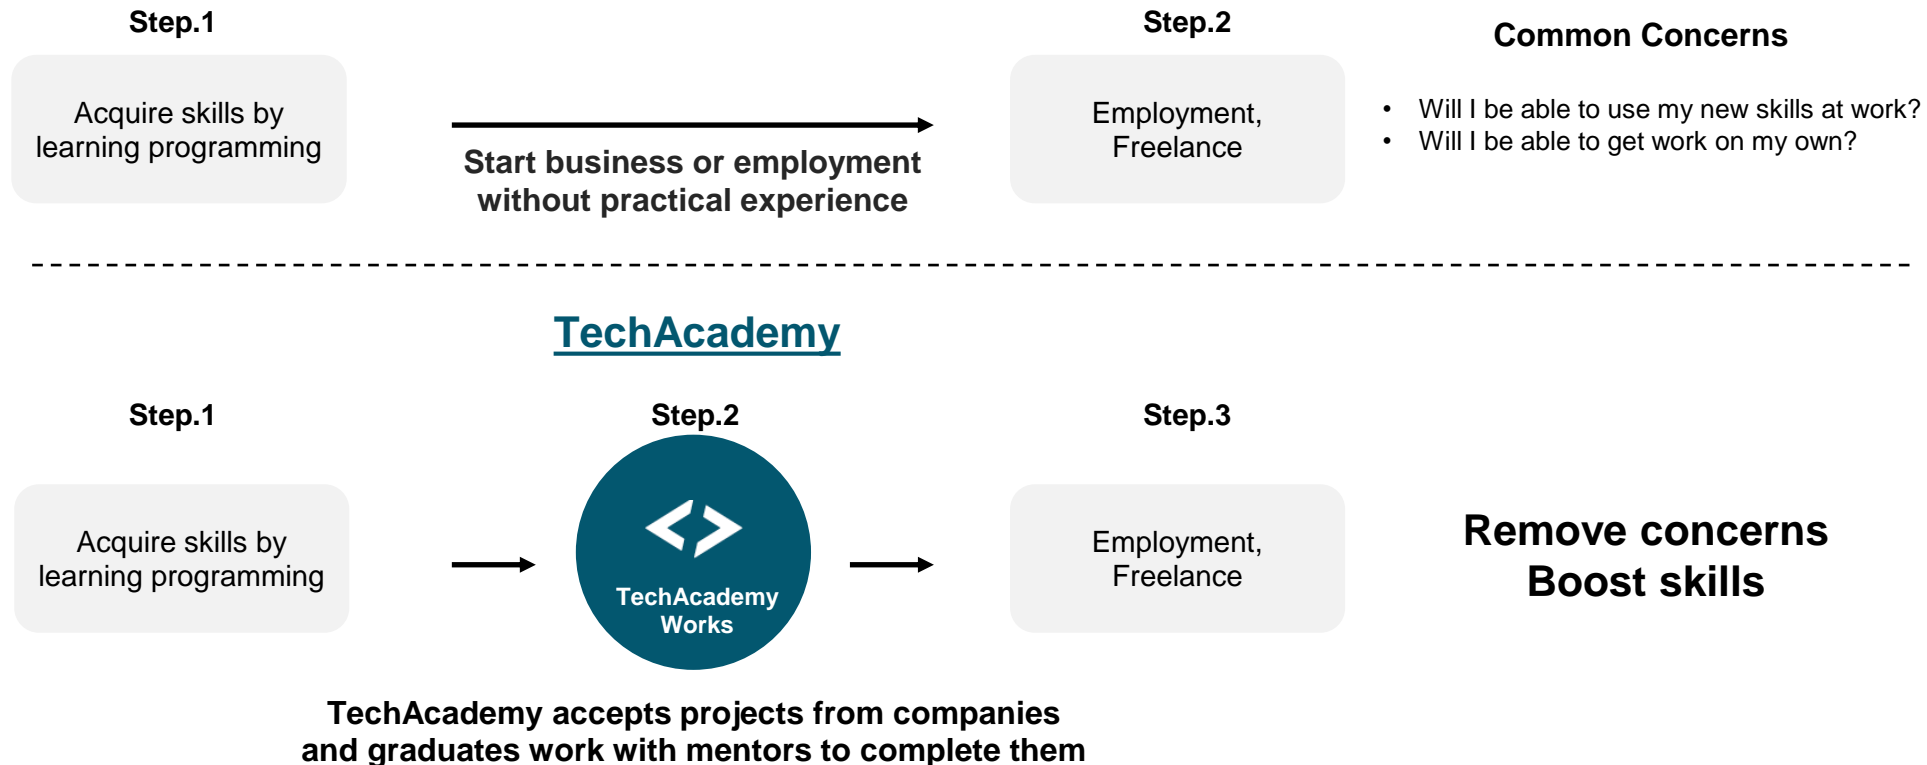 Step.1
Step.2
Common Concerns
Acquire skills by
learning programming
Start business or employment
without practical experience
Employment,
Freelance
• Will I be able to use my new skills at work?
• Will I be able to get work on my own?
TechAcademy
Step.1
Step.2
Step.3
Acquire skills by
learning programming
TechAcademy
Works
Employment,
Freelance
Remove concerns
Boost skills
TechAcademy accepts projects from companies
and graduates work with mentors to complete them